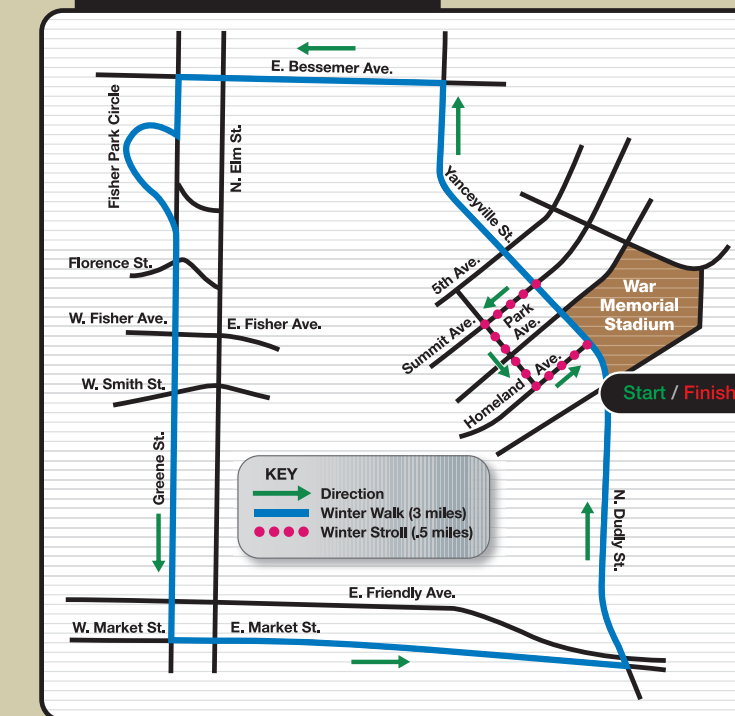 E. Bessemer Ave.
Fisher Park Circle
N. Elm St.
Yanceyville St.
Florence St.
5th Ave.
War
Memorial
Stadium
W. Fisher Ave.
E. Fisher Ave.
Summit Ave.
Park
Ave.
W. Smith St.
Homeland Ave.
Start / Finish
Greene St.
KEY
Direction
Winter Walk (3 miles)
Winter Stroll (.5 miles)
N. Dudly St.
E. Friendly Ave.
W. Market St.
E. Market St.